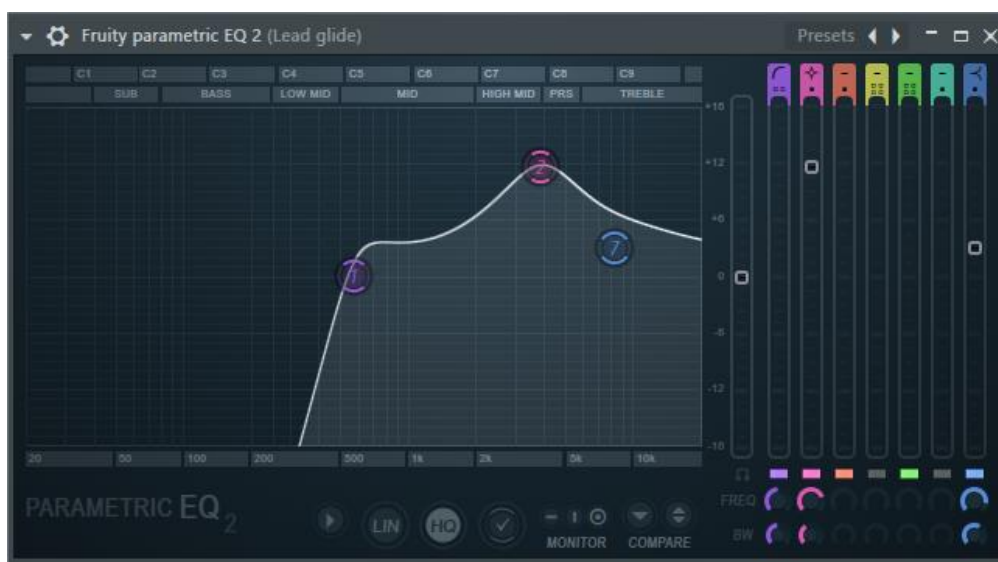 Fruity parametric EQ 2 (Lead glide) Presets
C1 C2 C3 C4 C5 C6 C7 C8 C9
SUB BASS LOW MID MID HIGH MID PRS TREBLE
+18
+12
+6
0
-6
-12
-18
1
2
7
20 50 100 200 500 1k 2k 5k 10k
FREQ
BW
PARAMETRIC EQ 2
LIN HQ
MONITOR COMPARE